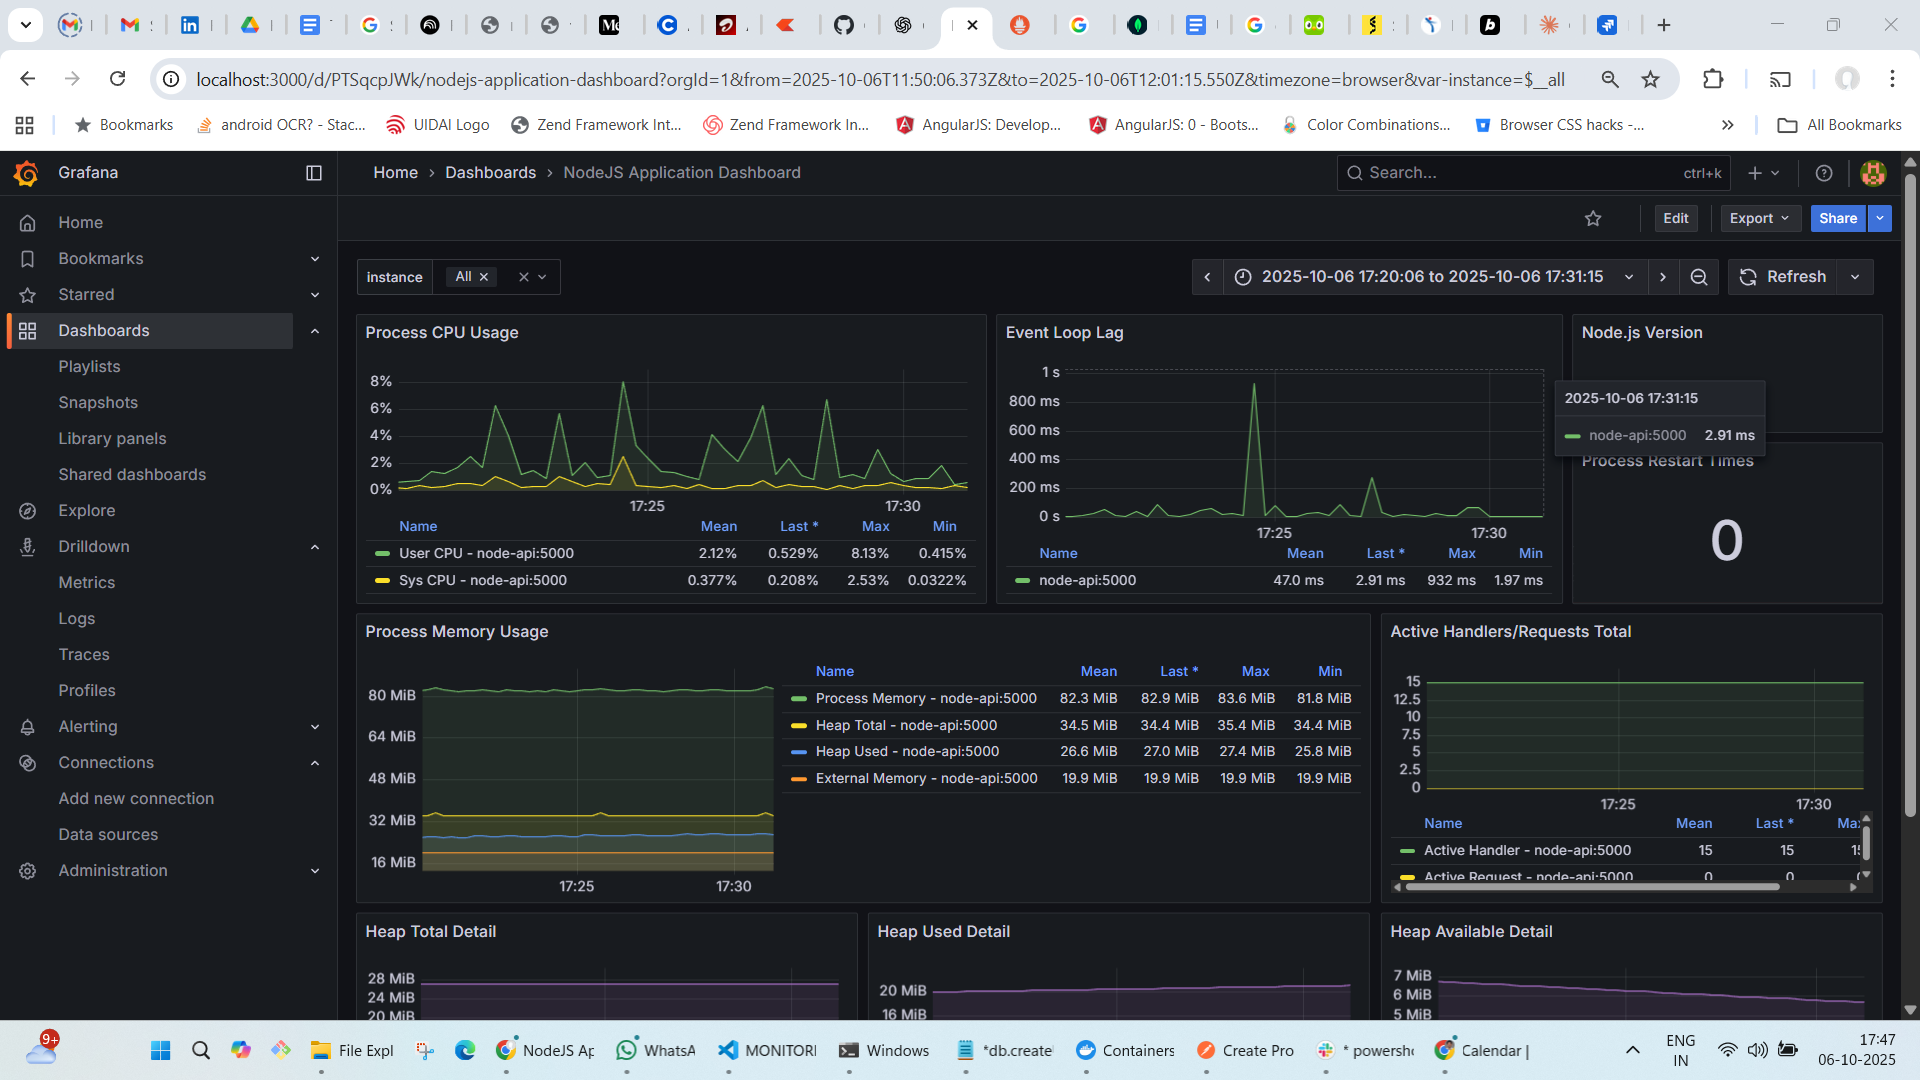 localhost:3000/d/PTSqcpJWk/nodejs-application-dashboard?orgId=1&from=2025-10-06T11:50:06.373Z&to=2025-10-06T12:01:15.550Z&timezone=browser&var-instance=$__all
Bookmarks android OCR? - Stac... UIDAI Logo Zend Framework Int... Zend Framework In... AngularJS: Develop... AngularJS: 0 - Boots... Color Combinations... Browser CSS hacks -... » All Bookmarks
Grafana
Home › Dashboards › NodeJS Application Dashboard
Search... ctrl+k
Edit Export Share
Home
Bookmarks
Starred
Dashboards
Playlists
Snapshots
Library panels
Shared dashboards
Explore
Drilldown
Metrics
Logs
Traces
Profiles
Alerting
Connections
Add new connection
Data sources
Administration
instance All
2025-10-06 17:20:06 to 2025-10-06 17:31:15
Refresh
Process CPU Usage
8%
6%
4%
2%
0%
17:25 17:30
Name Mean Last * Max Min
User CPU - node-api:5000 2.12% 0.529% 8.13% 0.415%
Sys CPU - node-api:5000 0.377% 0.208% 2.53% 0.0322%
Event Loop Lag
1 s
800 ms
600 ms
400 ms
200 ms
0 s
17:25 17:30
Name Mean Last * Max Min
node-api:5000 47.0 ms 2.91 ms 932 ms 1.97 ms
Node.js Version
2025-10-06 17:31:15
node-api:5000 2.91 ms
Process Restart Times
0
Process Memory Usage
80 MiB
64 MiB
48 MiB
32 MiB
16 MiB
17:25 17:30
Name Mean Last * Max Min
Process Memory - node-api:5000 82.3 MiB 82.9 MiB 83.6 MiB 81.8 MiB
Heap Total - node-api:5000 34.5 MiB 34.4 MiB 35.4 MiB 34.4 MiB
Heap Used - node-api:5000 26.6 MiB 27.0 MiB 27.4 MiB 25.8 MiB
External Memory - node-api:5000 19.9 MiB 19.9 MiB 19.9 MiB 19.9 MiB
Active Handlers/Requests Total
15
12.5
10
7.5
5
2.5
0
17:25 17:30
Name Mean Last *
Active Handler - node-api:5000 15 15
Active Request - node-api:5000 0 0
Heap Total Detail
28 MiB
24 MiB
20 MiB
Heap Used Detail
20 MiB
16 MiB
Heap Available Detail
7 MiB
6 MiB
5 MiB
9+
File Expl NodeJS Ap WhatsA MONITORI Windows *db.create Containers Create Pro * powersh Calendar |
ENG
IN
17:47
06-10-2025